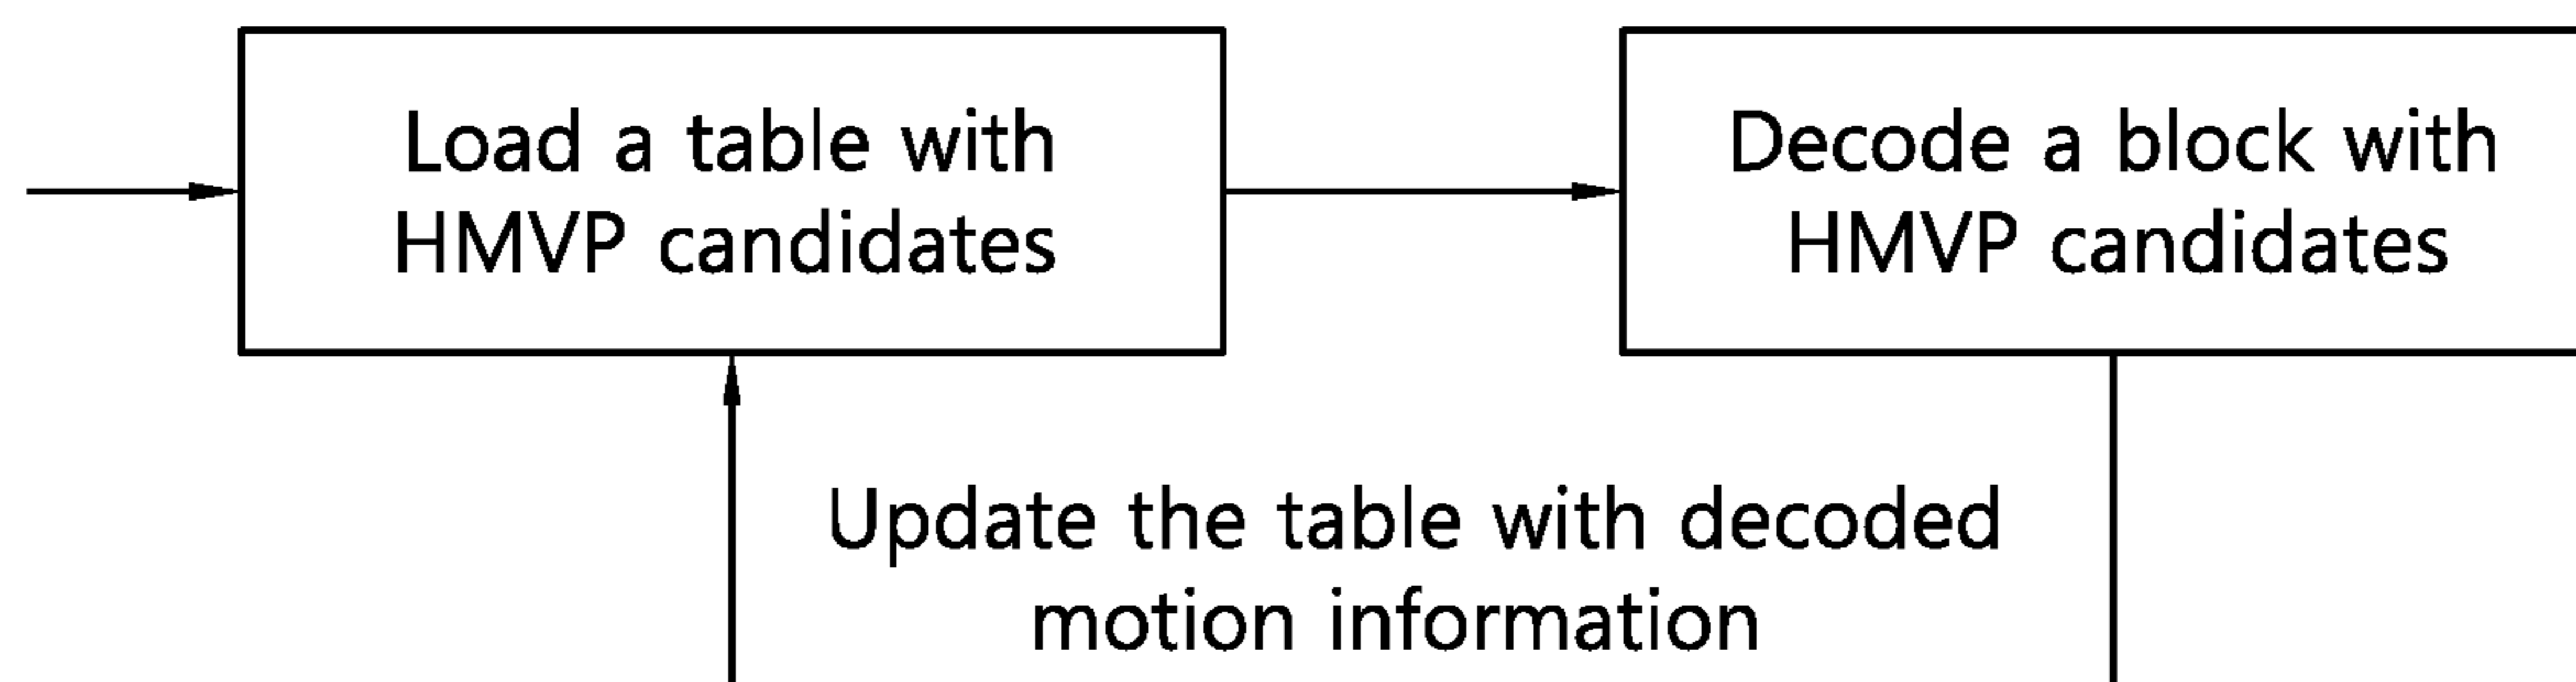 Load a table with
HMVP candidates
Decode a block with
HMVP candidates
Update the table with decoded
motion information